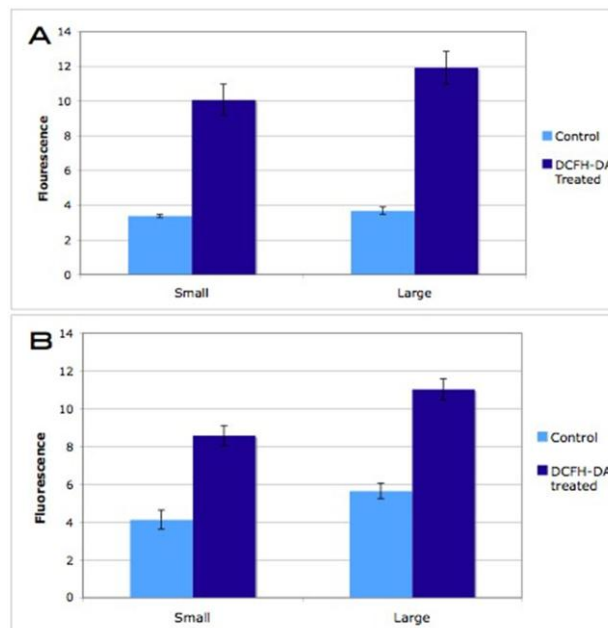 A
14
12
10
8
6
4
2
0
Flourescence
Small
Large
Control
DCFH-DA
Treated
B
14
12
10
8
6
4
2
0
Fluorescence
Small
Large
Control
DCFH-DA
treated